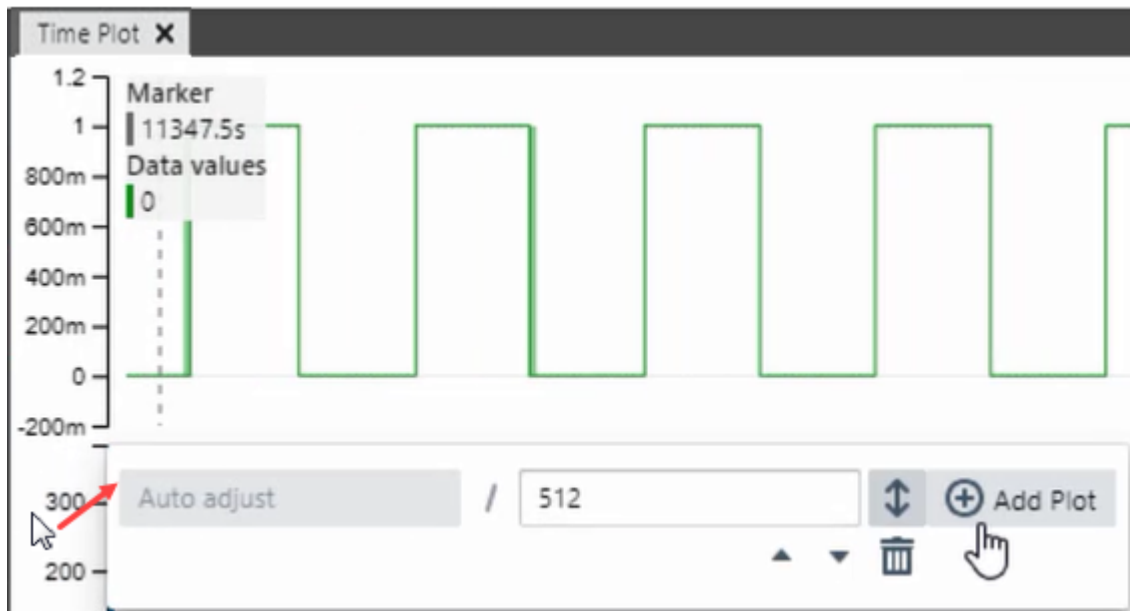 Time Plot
1.2
Marker
11347.5s
1
Data values
800m
0
600m
400m
200m
0
-200m
300
Auto adjust / 512 Add Plot
200